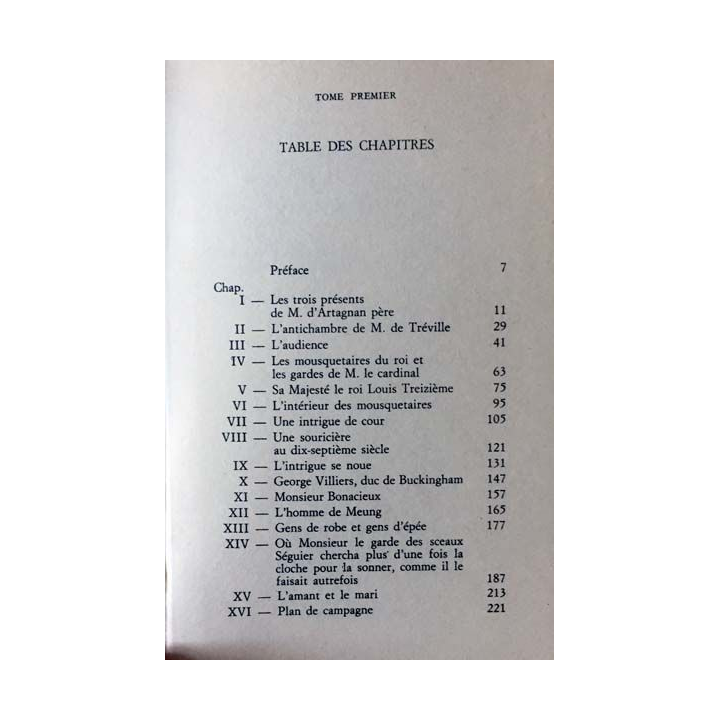 TOME PREMIER
TABLE DES CHAPITRES
Préface 7
Chap.
I — Les trois présents
de M. d'Artagnan père 11
II — L'antichambre de M. de Tréville 29
III — L'audience 41
IV — Les mousquetaires du roi et
les gardes de M. le cardinal 63
V — Sa Majesté le roi Louis Treizième 75
VI — L'intérieur des mousquetaires 95
VII — Une intrigue de cour 105
VIII — Une souricière
au dix-septième siècle 121
IX — L'intrigue se noue 131
X — George Villiers, duc de Buckingham 147
XI — Monsieur Bonacieux 157
XII — L'homme de Meung 165
XIII — Gens de robe et gens d'épée 177
XIV — Où Monsieur le garde des sceaux
Séguier chercha plus d'une fois la
cloche pour la sonner, comme il le
faisait autrefois 187
XV — L'amant et le mari 213
XVI — Plan de campagne 221